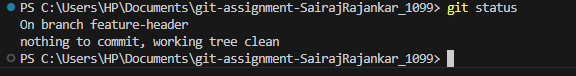 PS C:\Users\HP\Documents\git-assignment-SairajRajankar_1099> git status
On branch feature-header
nothing to commit, working tree clean
PS C:\Users\HP\Documents\git-assignment-SairajRajankar_1099>